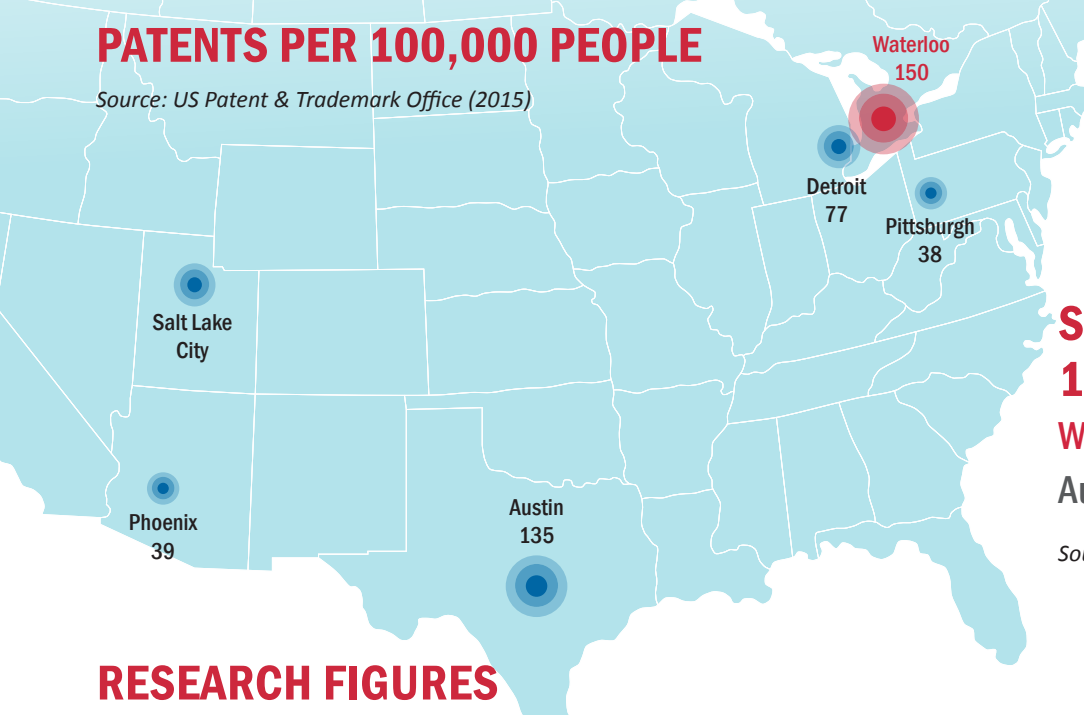 PATENTS PER 100,000 PEOPLE
Source: US Patent & Trademark Office (2015)
Waterloo
150
Detroit
77
Pittsburgh
38
Salt Lake
City
Phoenix
39
Austin
135
RESEARCH FIGURES